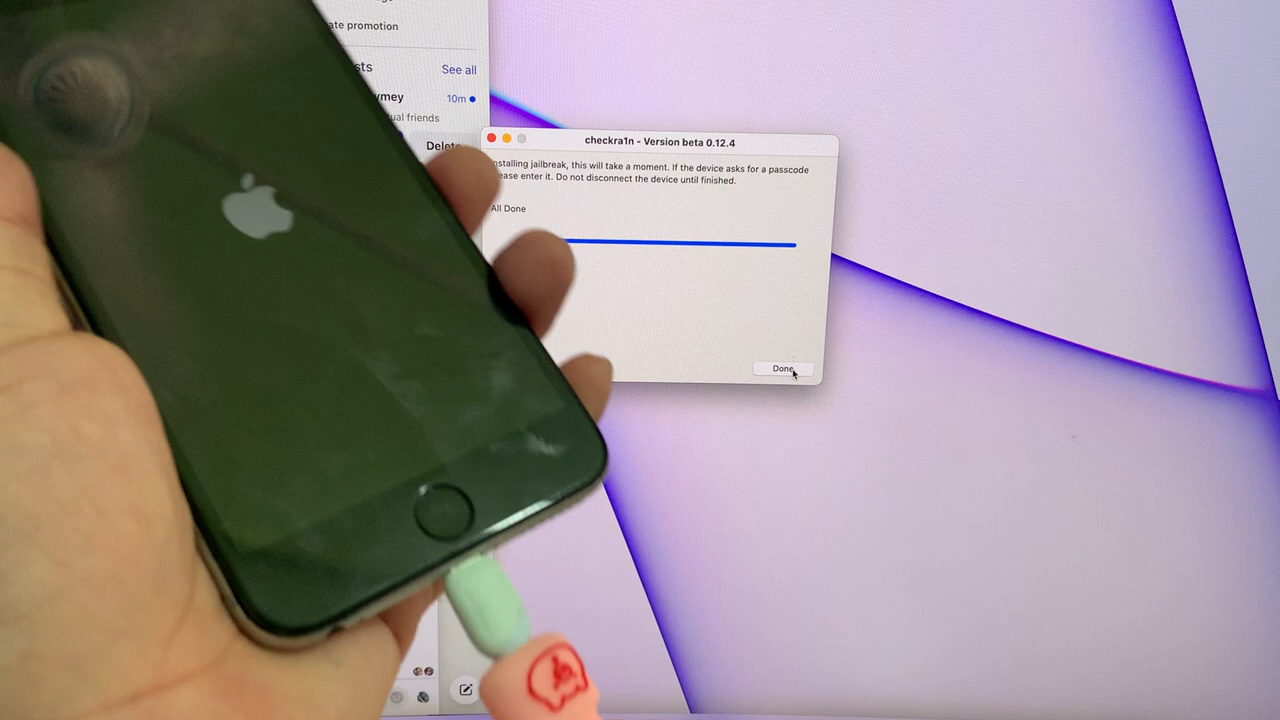 ate promotion
sts
See all
ymey
10m
ual friends
Delete
checkra1n - Version beta 0.12.4
nstalling jailbreak, this will take a moment. If the device asks for a passcode
ease enter it. Do not disconnect the device until finished.
All Done
Done